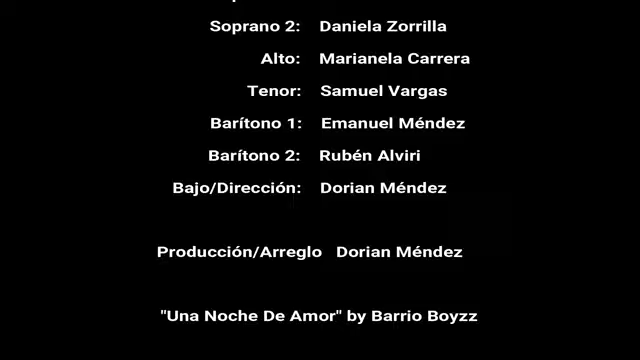 Soprano 2: Daniela Zorrilla
Alto: Marianela Carrera
Tenor: Samuel Vargas
Barítono 1: Emanuel Méndez
Barítono 2: Rubén Alviri
Bajo/Dirección: Dorian Méndez
Producción/Arreglo Dorian Méndez
"Una Noche De Amor" by Barrio Boyzz